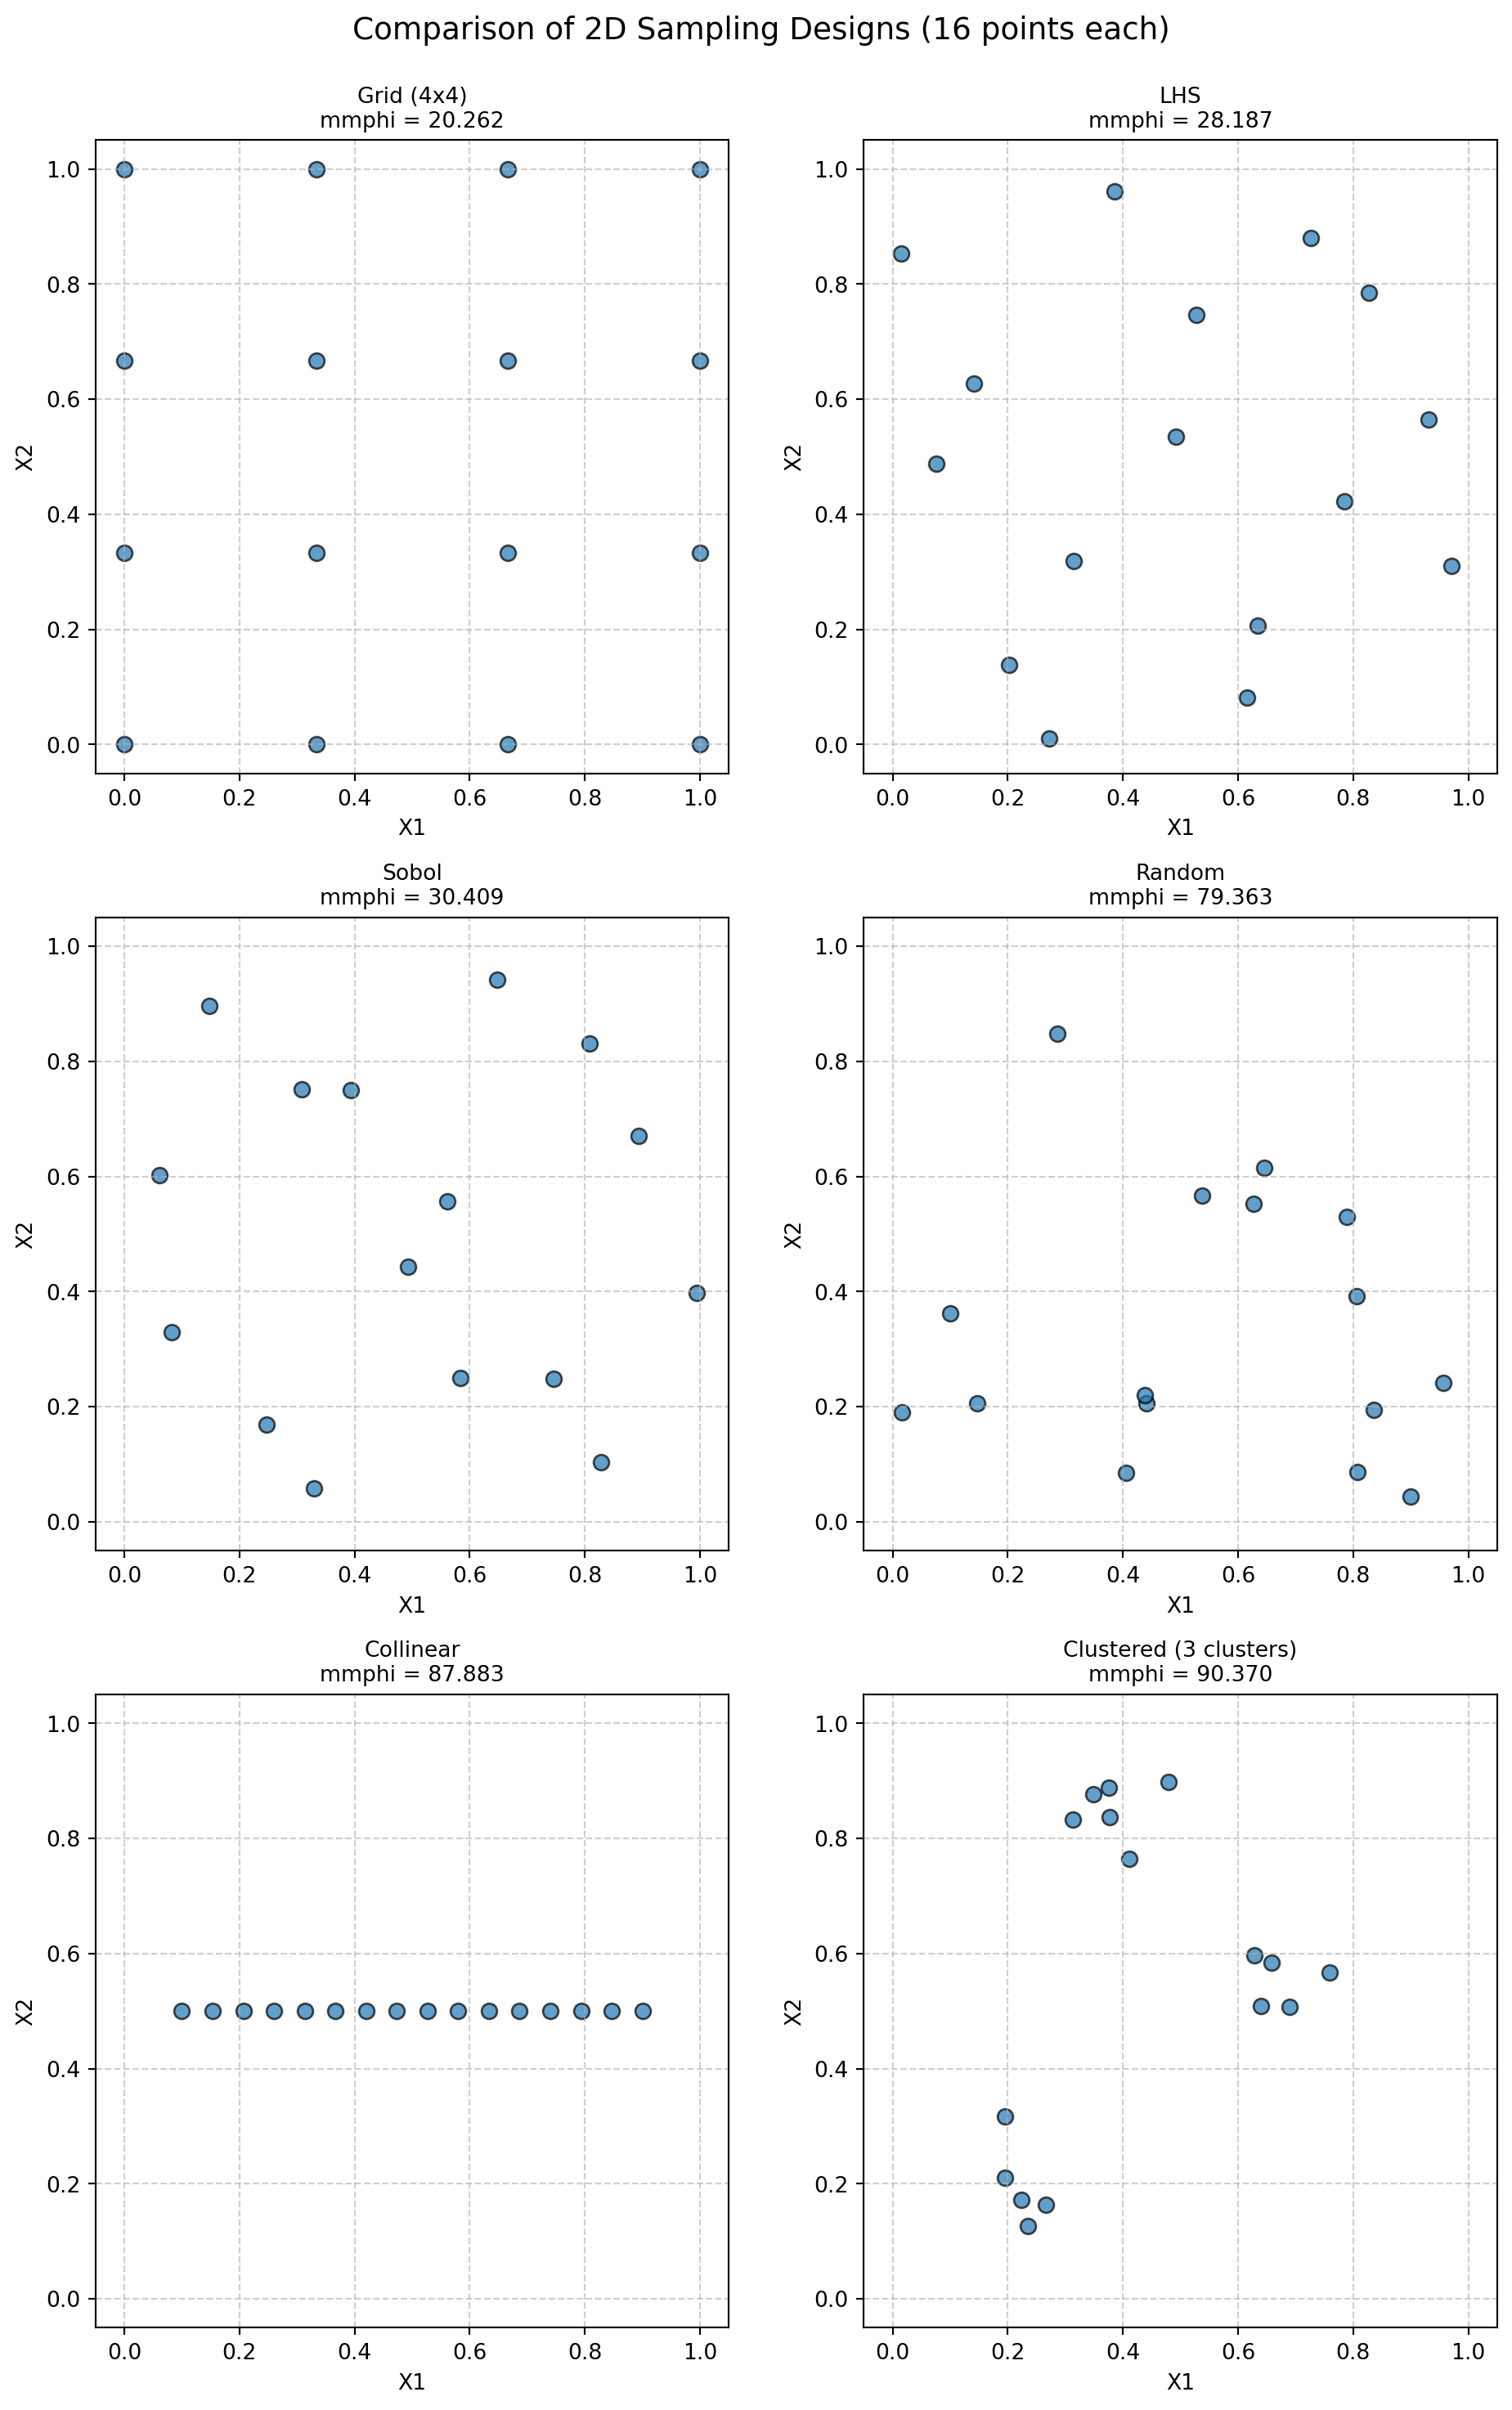 Comparison of 2D Sampling Designs (16 points each)
Grid (4x4)
mmphi = 20.262
1.0
0.8
0.6
0.4
0.2
0.0
X2
0.0 0.2 0.4 0.6 0.8 1.0
X1
LHS
mmphi = 28.187
1.0
0.8
0.6
0.4
0.2
0.0
X2
0.0 0.2 0.4 0.6 0.8 1.0
X1
Sobol
mmphi = 30.409
1.0
0.8
0.6
0.4
0.2
0.0
X2
0.0 0.2 0.4 0.6 0.8 1.0
X1
Random
mmphi = 79.363
1.0
0.8
0.6
0.4
0.2
0.0
X2
0.0 0.2 0.4 0.6 0.8 1.0
X1
Collinear
mmphi = 87.883
1.0
0.8
0.6
0.4
0.2
0.0
X2
0.0 0.2 0.4 0.6 0.8 1.0
X1
Clustered (3 clusters)
mmphi = 90.370
1.0
0.8
0.6
0.4
0.2
0.0
X2
0.0 0.2 0.4 0.6 0.8 1.0
X1